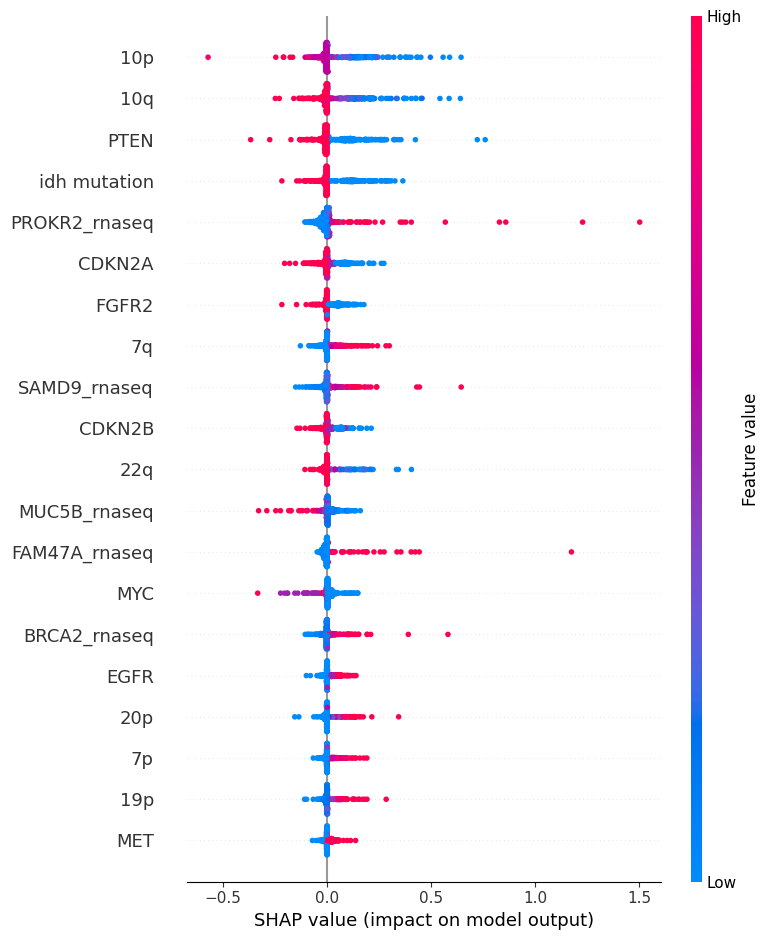 High
10p
10q
PTEN
idh mutation
PROKR2_rnaseq
CDKN2A
FGFR2
7q
SAMD9_rnaseq
CDKN2B
22q
MUC5B_rnaseq
FAM47A_rnaseq
MYC
BRCA2_rnaseq
EGFR
20p
7p
19p
MET
Feature value
Low
−0.5 0.0 0.5 1.0 1.5
SHAP value (impact on model output)